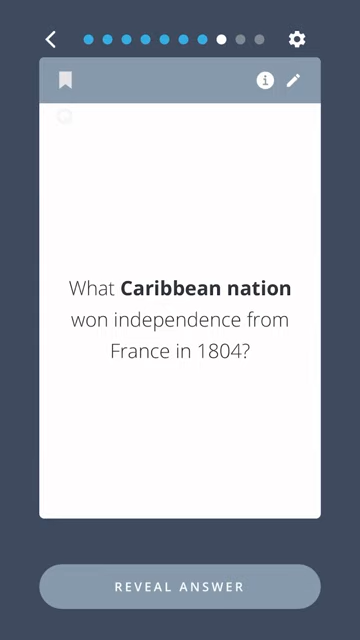 What Caribbean nation
won independence from
France in 1804?
REVEAL ANSWER